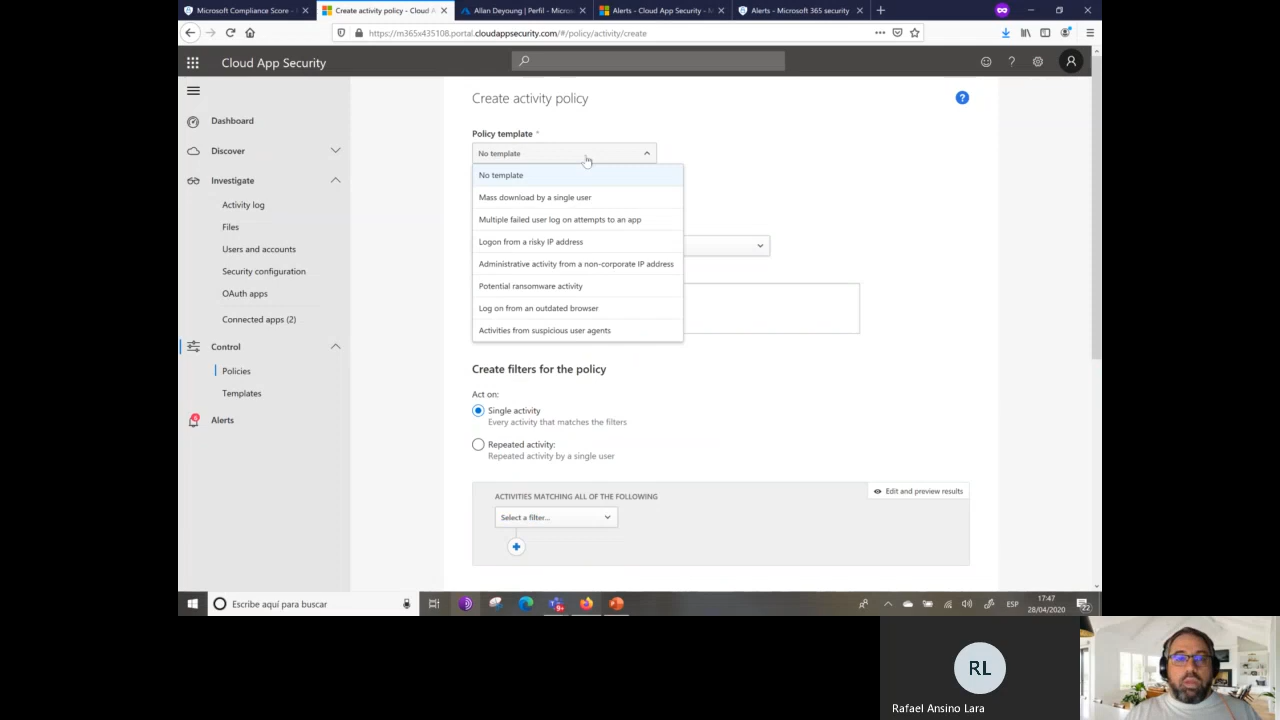 Microsoft Compliance Score -
Create activity policy - Cloud A
Allan Deyoung | Perfil - Micros
Alerts - Cloud App Security - M
Alerts - Microsoft 365 security
https://m365x435108.portal.cloudappsecurity.com/#/policy/activity/create
Cloud App Security
Dashboard
Discover
Investigate
Activity log
Files
Users and accounts
Security configuration
OAuth apps
Connected apps (2)
Control
Policies
Templates
Alerts
Create activity policy
Policy template *
No template
No template
Mass download by a single user
Multiple failed user log on attempts to an app
Logon from a risky IP address
Administrative activity from a non-corporate IP address
Potential ransomware activity
Log on from an outdated browser
Activities from suspicious user agents
Create filters for the policy
Act on:
Single activity
Every activity that matches the filters
Repeated activity:
Repeated activity by a single user
ACTIVITIES MATCHING ALL OF THE FOLLOWING
Edit and preview results
Select a filter...
Escribe aquí para buscar
ESP
17:47
28/04/2020
RL
Rafael Ansino Lara